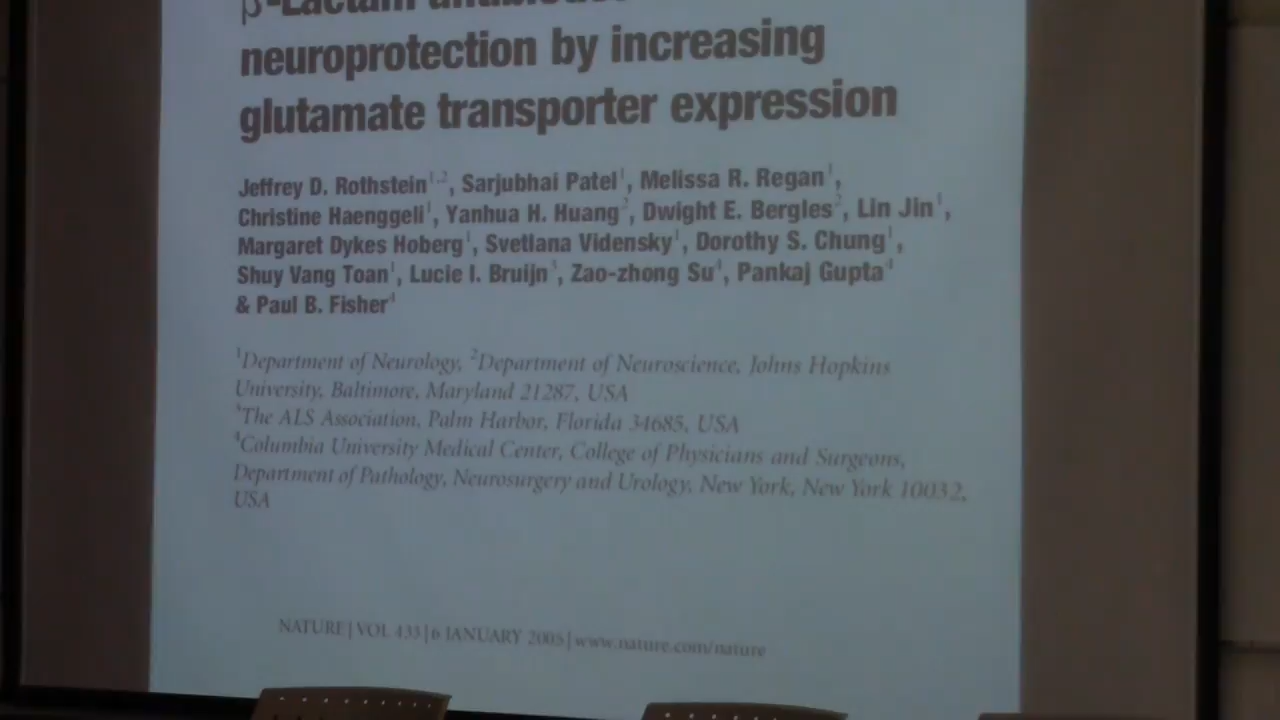 β-Lactam
neuroprotection by increasing
glutamate transporter expression
Jeffrey D. Rothstein1,2, Sarjubhai Patel1, Melissa R. Regan1,
Christine Haenggeli1, Yanhua H. Huang2, Dwight E. Bergles2, Lin Jin1,
Margaret Dykes Hoberg1, Svetlana Vidensky1, Dorothy S. Chung1,
Shuy Vang Toan1, Lucie I. Bruijn3, Zao-zhong Su4, Pankaj Gupta4
& Paul B. Fisher4
1Department of Neurology, 2Department of Neuroscience, Johns Hopkins
University, Baltimore, Maryland 21287, USA
3The ALS Association, Palm Harbor, Florida 34685, USA
4Columbia University Medical Center, College of Physicians and Surgeons,
Department of Pathology, Neurosurgery and Urology, New York, New York 10032,
USA
NATURE | VOL 433 | 6 JANUARY 2005 | www.nature.com/nature